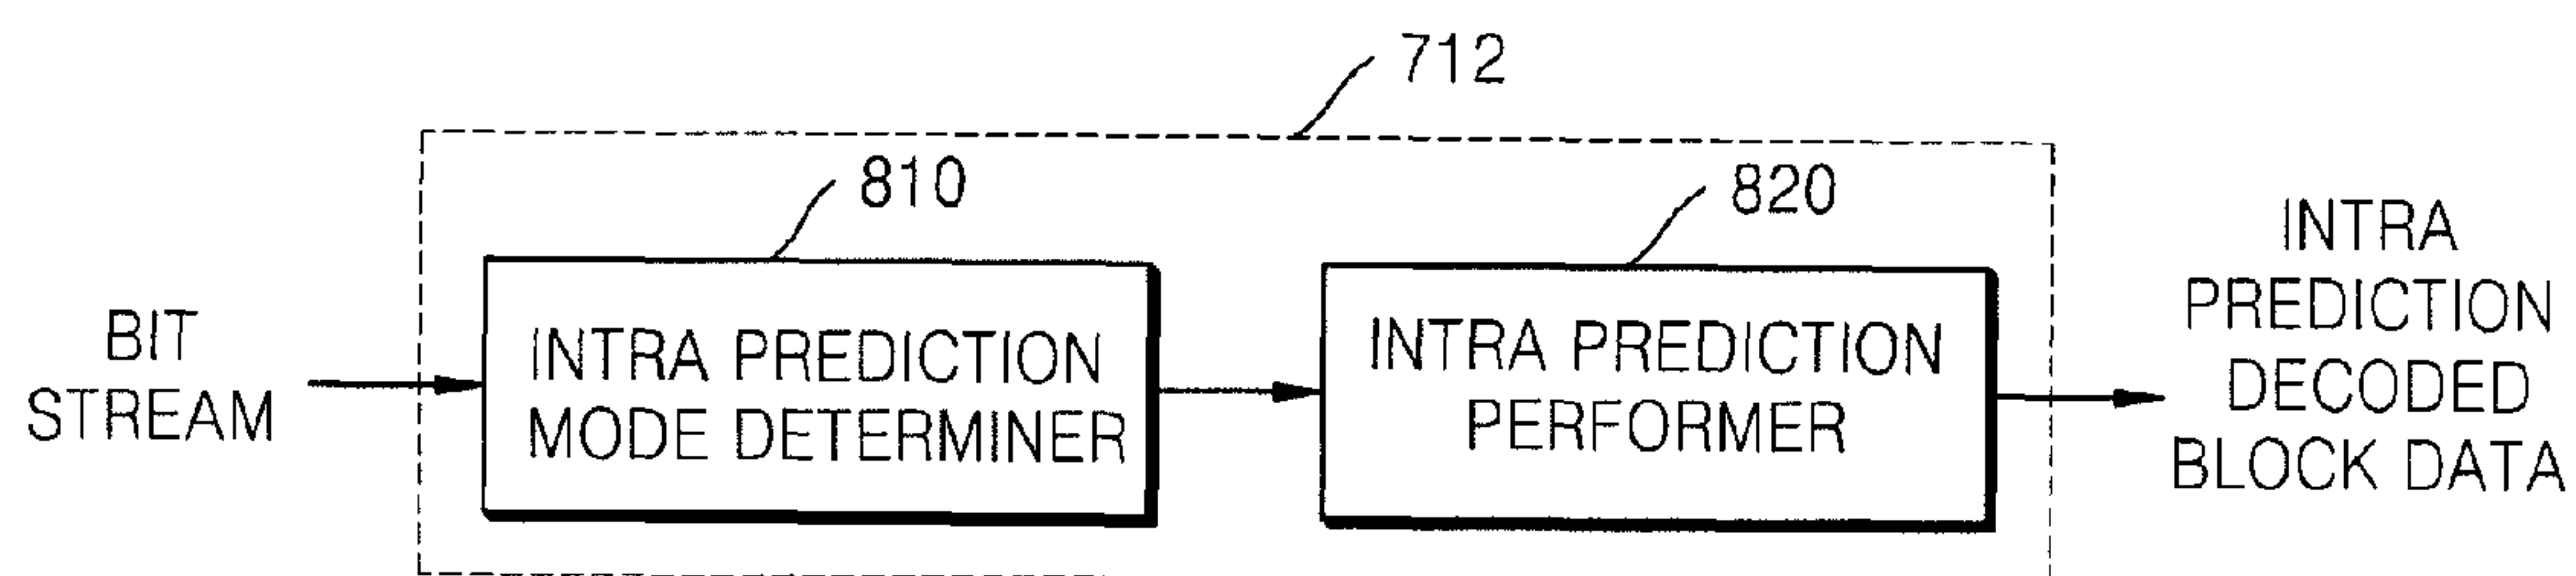 712
810
820
BIT
STREAM
INTRA PREDICTION
MODE DETERMINER
INTRA PREDICTION
PERFORMER
INTRA
PREDICTION
DECODED
BLOCK DATA